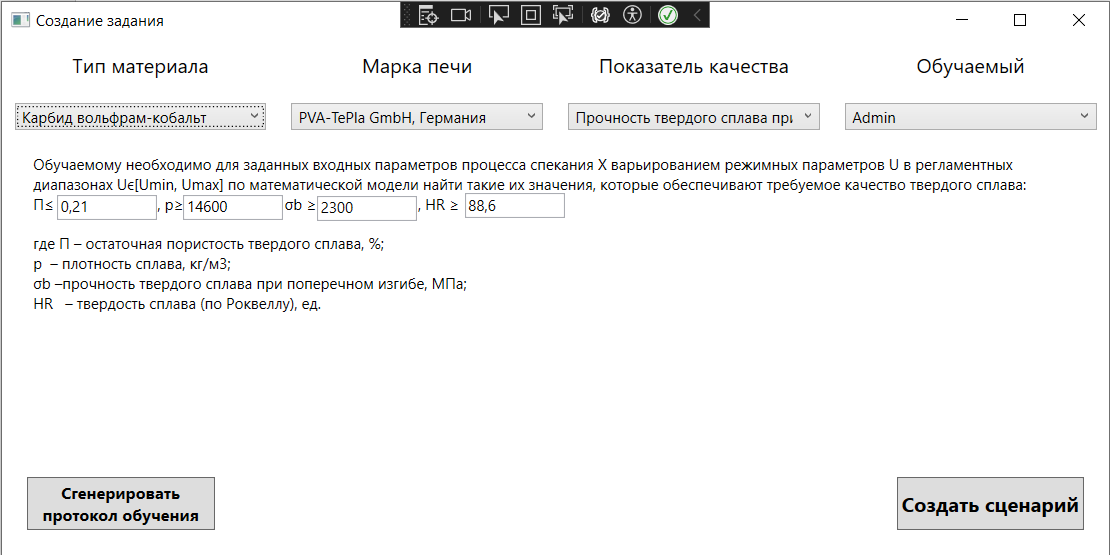 Создание задания
Тип материала
Марка печи
Показатель качества
Обучаемый
Карбид вольфрам-кобальт
PVA-TePla GmbH, Германия
Прочность твердого сплава при
Admin
Обучаемому необходимо для заданных входных параметров процесса спекания X варьированием режимных параметров U в регламентных
диапазонах Uϵ[Umin, Umax] по математической модели найти такие их значения, которые обеспечивают требуемое качество твердого сплава:
П≤ 0,21 , p≥ 14600 σb ≥ 2300 , HR ≥ 88,6
где П – остаточная пористость твердого сплава, %;
p – плотность сплава, кг/м3;
σb –прочность твердого сплава при поперечном изгибе, МПа;
HR – твердость сплава (по Роквеллу), ед.
Сгенерировать
протокол обучения
Создать сценарий